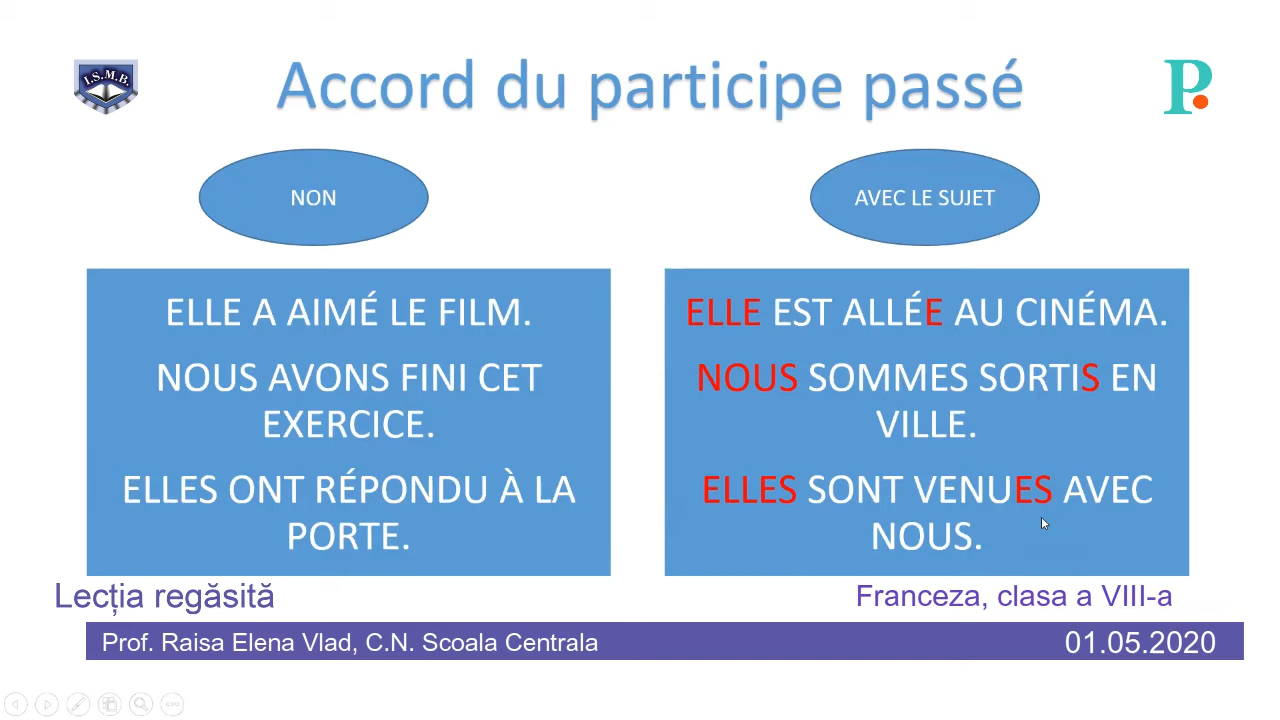 I.S.M.B.
Accord du participe passé
P.
NON
AVEC LE SUJET
ELLE A AIMÉ LE FILM.
NOUS AVONS FINI CET
EXERCICE.
ELLES ONT RÉPONDU À LA
PORTE.
ELLE EST ALLÉE AU CINÉMA.
NOUS SOMMES SORTIS EN
VILLE.
ELLES SONT VENUES AVEC
NOUS.
Lecția regăsită
Franceza, clasa a VIII-a
Prof. Raisa Elena Vlad, C.N. Scoala Centrala
01.05.2020